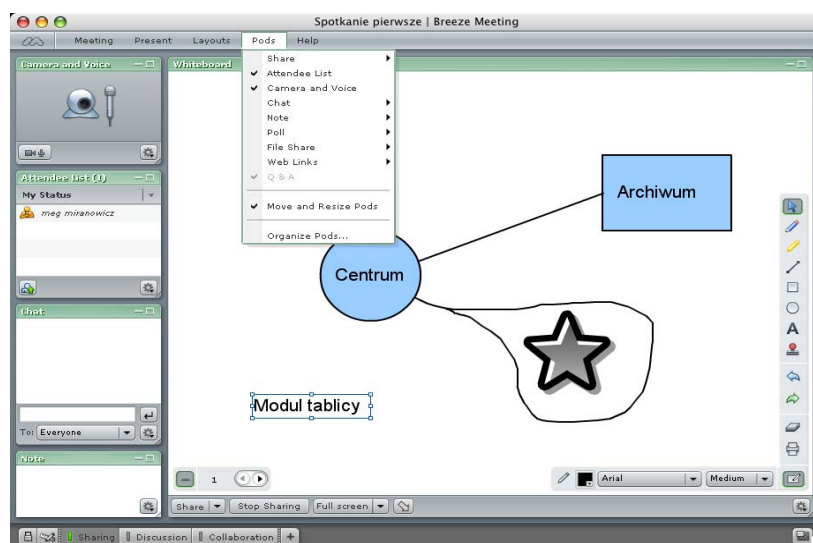 Spotkanie pierwsze | Breeze Meeting
Meeting Present Layouts Pods Help
Camera and Voice
Whiteboard
Share
Attendee List
Camera and Voice
Chat
Note
Poll
File Share
Web Links
Q & A
Move and Resize Pods
Organize Pods...
Attendee List (1)
My Status
meg miranowicz
Archiwum
Centrum
A
Chat
Modul tablicy
To: Everyone
Note
1
Arial
Medium
Share
Stop Sharing
Full screen
Sharing
Discussion
Collaboration
+